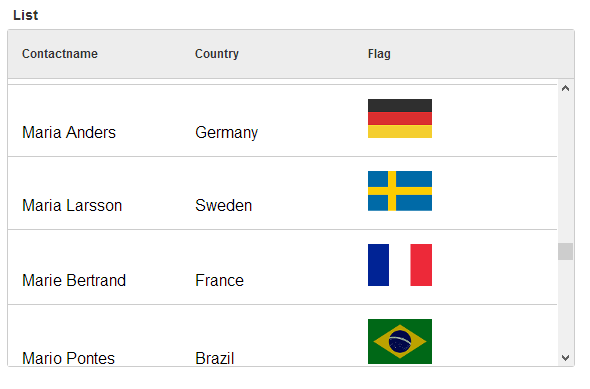 List
Contactname Country Flag
Maria Anders Germany
Maria Larsson Sweden
Marie Bertrand France
Mario Pontes Brazil